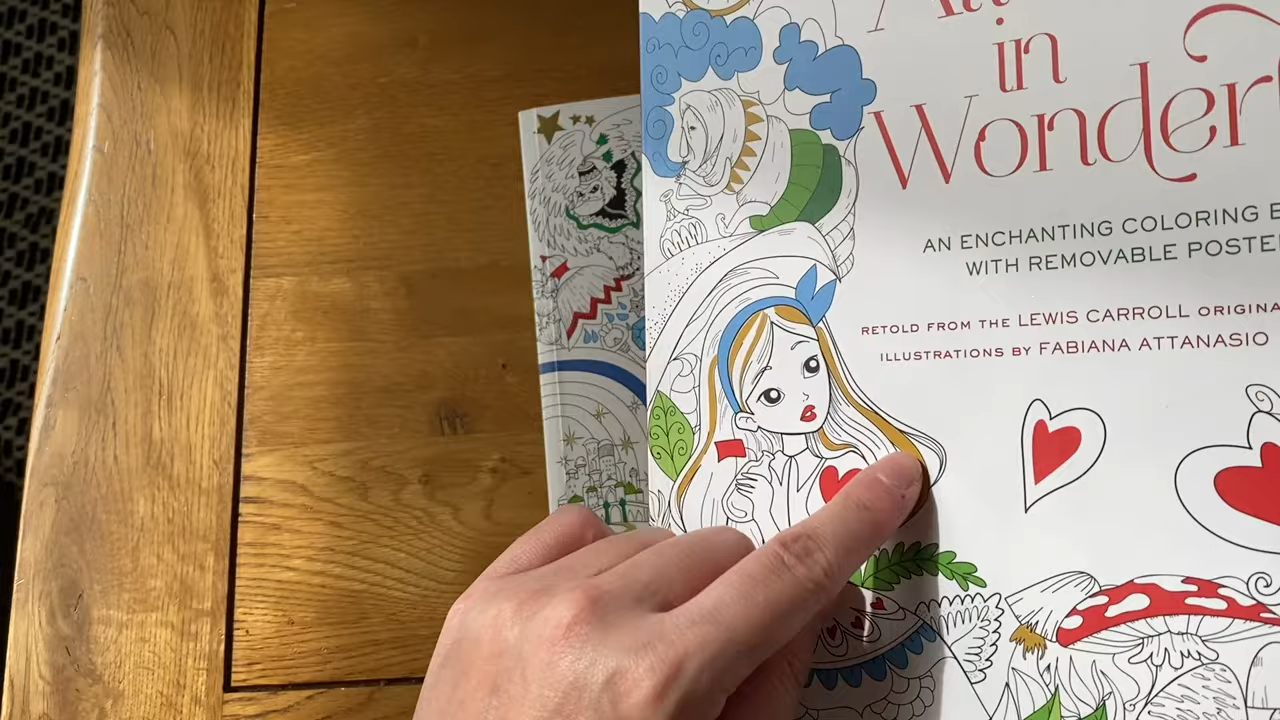 in
Wonder
AN ENCHANTING COLORING
WITH REMOVABLE POSTE
RETOLD FROM THE LEWIS CARROLL ORIGINA
ILLUSTRATIONS BY FABIANA ATTANASIO